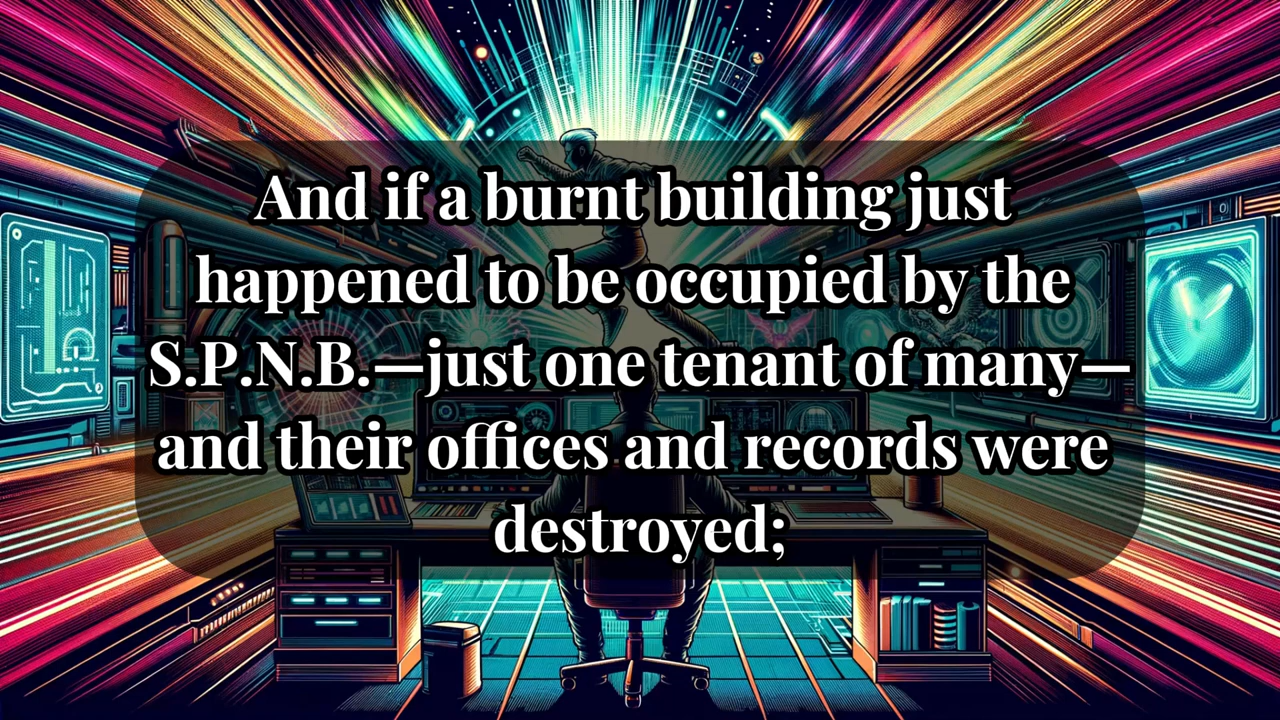 And if a burnt building just
happened to be occupied by the
S.P.N.B.—just one tenant of many—
and their offices and records were
destroyed;